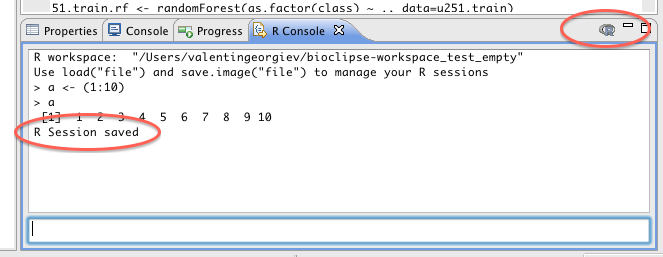 51.train.rf <- randomForest(as.factor(class) ~ .. data=u251.train)
Properties Console Progress R Console
R workspace: "/Users/valentingeorgiev/bioclipse-workspace_test_empty"
Use load("file") and save.image("file") to manage your R sessions
> a <- (1:10)
> a
[1] 1 2 3 4 5 6 7 8 9 10
R Session saved